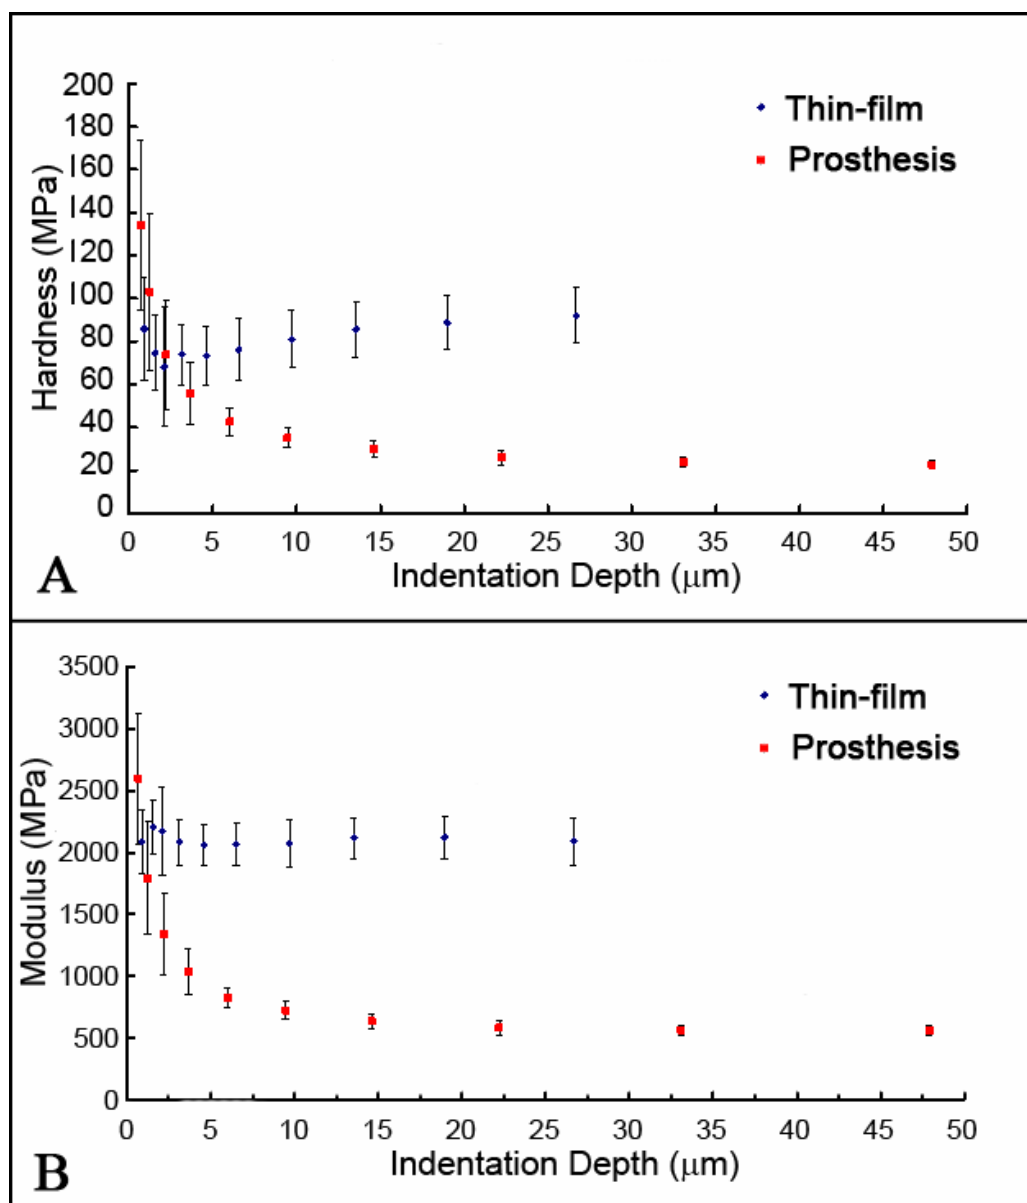 200
180
160
140
120
100
80
60
40
20
0
Hardness (MPa)
Thin-film
Prosthesis
0 5 10 15 20 25 30 35 40 45 50
Indentation Depth (μm)
A
3500
3000
2500
2000
1500
1000
500
0
Modulus (MPa)
Thin-film
Prosthesis
0 5 10 15 20 25 30 35 40 45 50
Indentation Depth (μm)
B